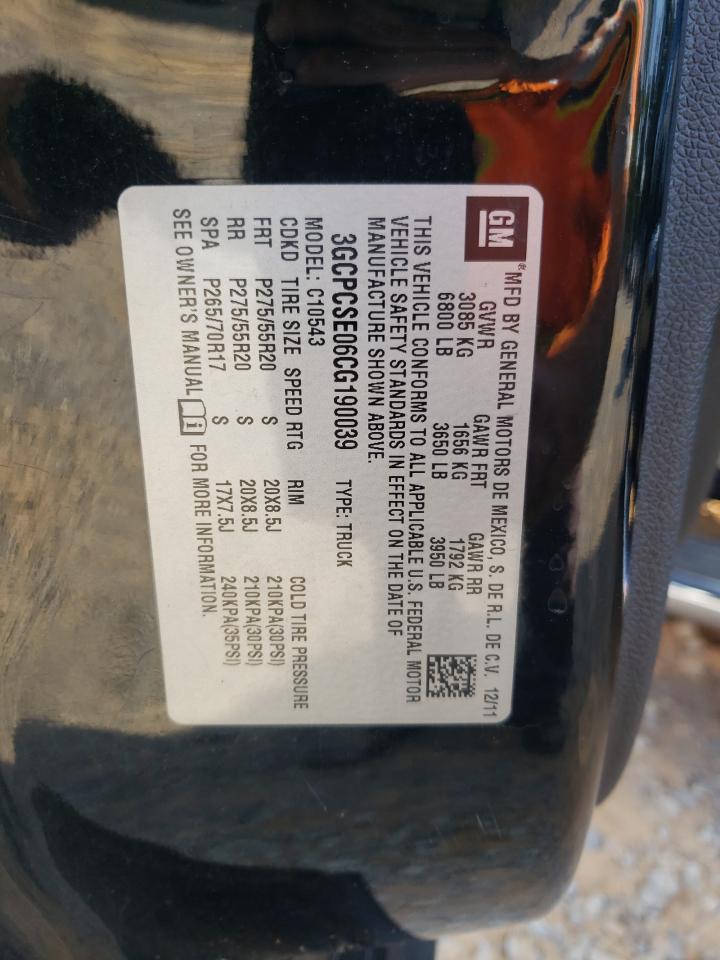 GM
® MFD BY GENERAL MOTORS DE MEXICO, S. DE R.L. DE C.V. 12/11
GVWR GAWR FRT GAWR RR
3085 KG 1656 KG 1792 KG
6800 LB 3650 LB 3950 LB
THIS VEHICLE CONFORMS TO ALL APPLICABLE U.S. FEDERAL MOTOR
VEHICLE SAFETY STANDARDS IN EFFECT ON THE DATE OF
MANUFACTURE SHOWN ABOVE.
3GCPCSE06CG190039 TYPE: TRUCK
MODEL: C10543
CDKD TIRE SIZE SPEED RTG RIM COLD TIRE PRESSURE
FRT P275/55R20 S 20X8.5J 210KPA(30PSI)
RR P275/55R20 S 20X8.5J 210KPA(30PSI)
SPA P265/70R17 S 17X7.5J 240KPA(35PSI)
SEE OWNER'S MANUAL i FOR MORE INFORMATION.